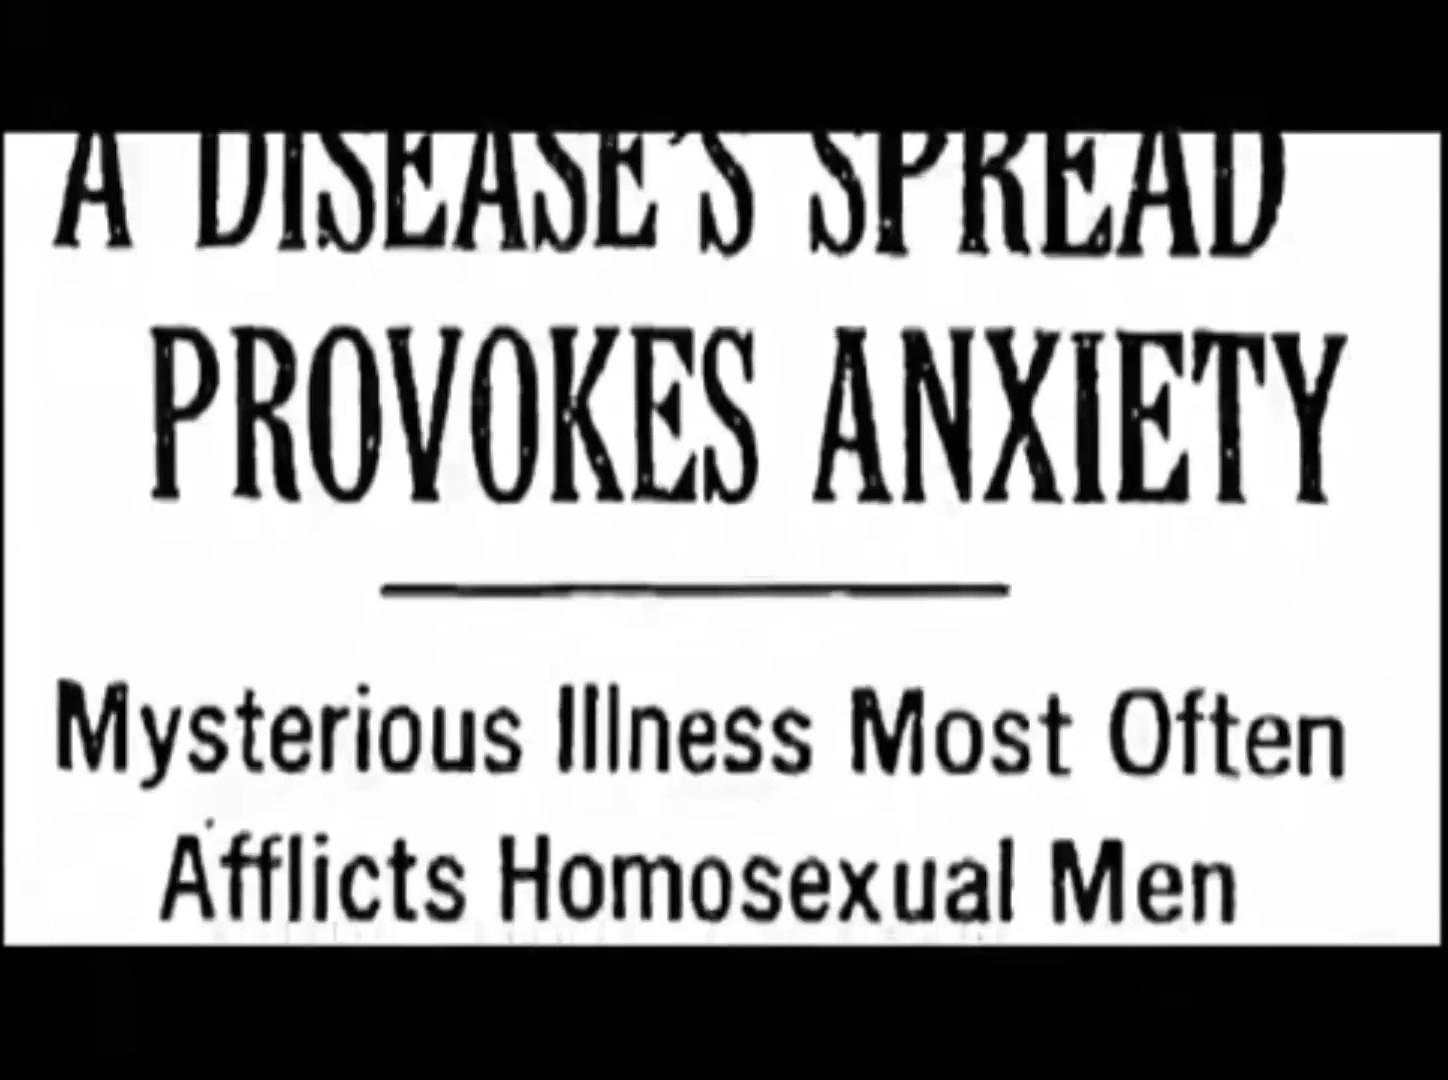 A DISEASE'S SPREAD
PROVOKES ANXIETY
Mysterious Illness Most Often
Afflicts Homosexual Men